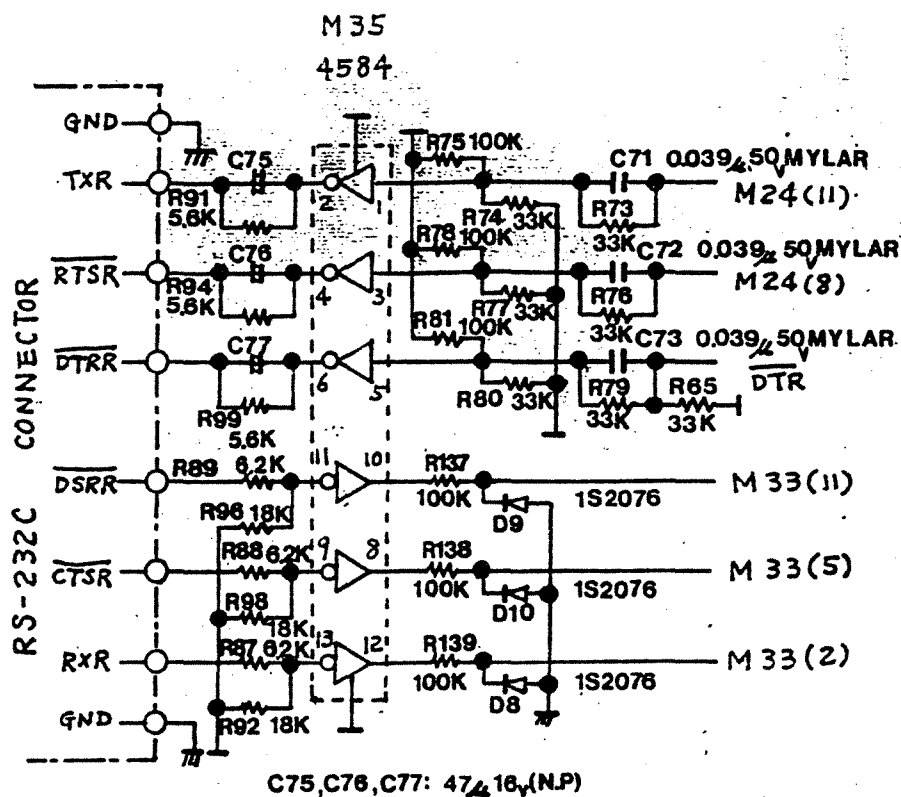 M35
4584
GND
TXR
C75
R91
5.6K
2
1
R75 100K
R74
33K
C71 0.039μ 50V MYLAR
R73
33K
M24(11)
RTSR
C76
R94
5.6K
4
3
R78
100K
R77
33K
C72 0.039μ 50V MYLAR
R76
33K
M24(8)
DTRR
C77
R99
5.6K
6
5
R81
100K
R80
33K
C73 0.039μ 50V MYLAR
R79
33K
R65
33K
DTR
DSRR
R89
6.2K
R96
18K
11
10
R137
100K
D9
1S2076
M33(11)
CTSR
R88
6.2K
R98
18K
9
8
R138
100K
D10
1S2076
M33(5)
RXR
R87
6.2K
R92
18K
13
12
R139
100K
D8
1S2076
M33(2)
GND
RS-232C CONNECTOR
C75,C76,C77: 47μ 16V(N.P)